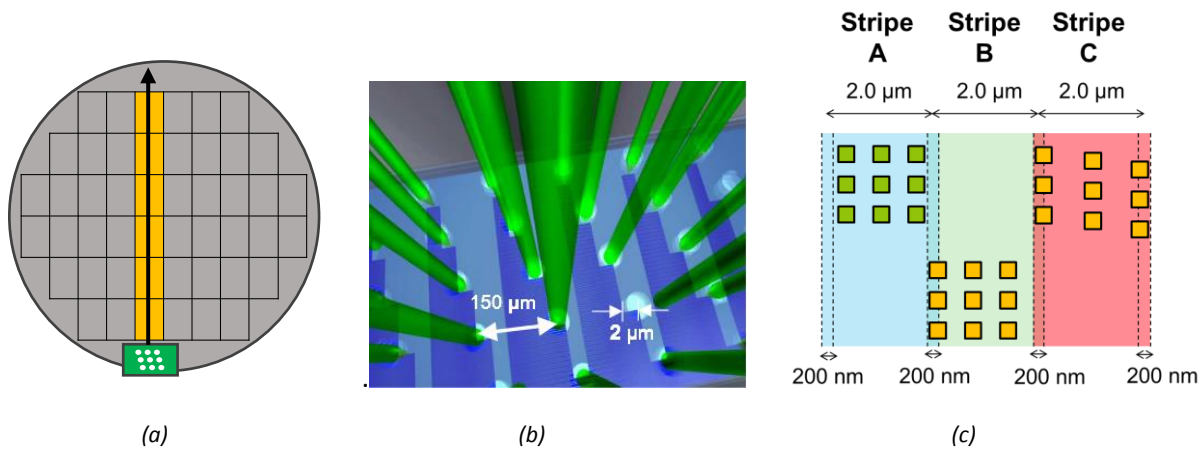 Stripe A
Stripe B
Stripe C
2.0 µm
2.0 µm
2.0 µm
150 µm
2 µm
200 nm
200 nm
200 nm
200 nm
(a)
(b)
(c)